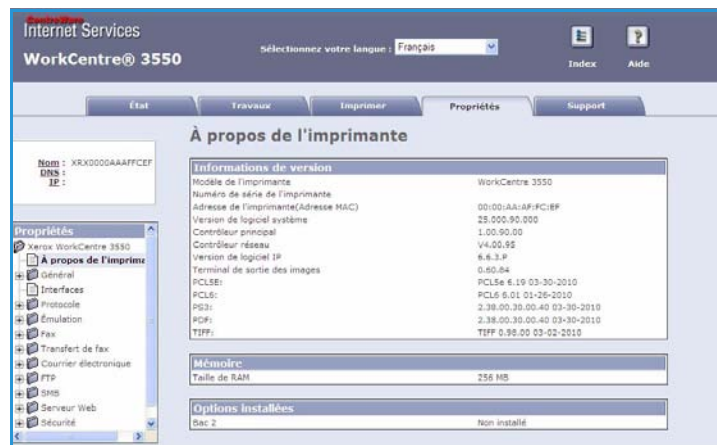 CentreWare
Internet Services
WorkCentre® 3550
Sélectionnez votre langue : Français
Index
Aide
État
Travaux
Imprimer
Propriétés
Support
Nom : XRX0000AAAFFCEF
DNS :
IP :
À propos de l'imprimante
Informations de version
Modèle de l'imprimante WorkCentre 3550
Numéro de série de l'imprimante
Adresse de l'imprimante(Adresse MAC) 00:00:AA:AF:FC:EF
Version de logiciel système 25.000.90.000
Contrôleur principal 1.00.90.00
Contrôleur réseau V4.00.95
Version de logiciel IP 6.6.3.P
Terminal de sortie des images 0.60.84
PCL5E: PCL5e 6.19 03-30-2010
PCL6: PCL6 6.01 01-26-2010
PS3: 2.38.00.30.00.40 03-30-2010
PDF: 2.38.00.30.00.40 03-30-2010
TIFF: TIFF 0.98.00 03-02-2010
Mémoire
Taille de RAM 256 MB
Options installées
Bac 2 Non installé
Propriétés
Xerox WorkCentre 3550
À propos de l'imprima
Général
Interfaces
Protocole
Émulation
Fax
Transfert de fax
Courrier électronique
FTP
SMB
Serveur Web
Sécurité